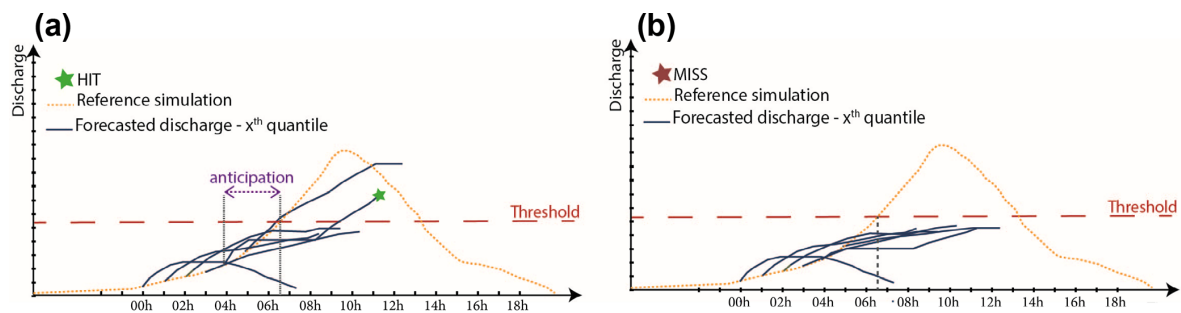 (a)
Discharge
HIT
Reference simulation
Forecasted discharge - xth quantile
anticipation
Threshold
00h 02h 04h 06h 08h 10h 12h 14h 16h 18h
(b)
Discharge
MISS
Reference simulation
Forecasted discharge - xth quantile
Threshold
00h 02h 04h 06h 08h 10h 12h 14h 16h 18h